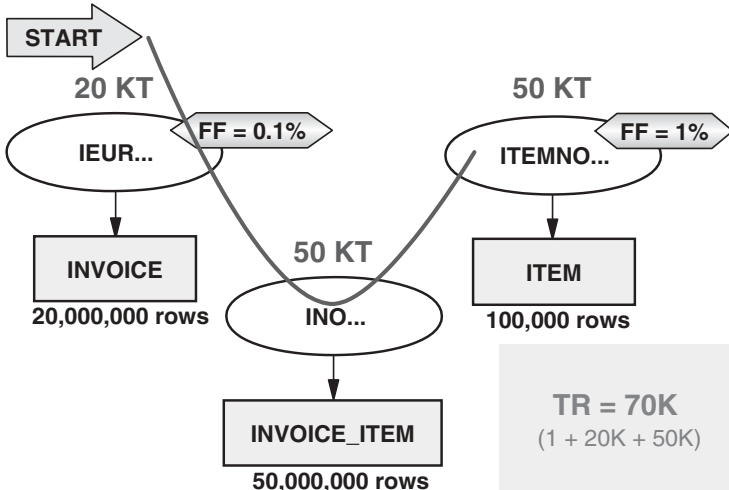 START
20 KT
50 KT
FF = 0.1%
FF = 1%
IEUR...
ITEMNO...
50 KT
INVOICE
ITEM
20,000,000 rows
INO...
100,000 rows
TR = 70K
(1 + 20K + 50K)
INVOICE_ITEM
50,000,000 rows